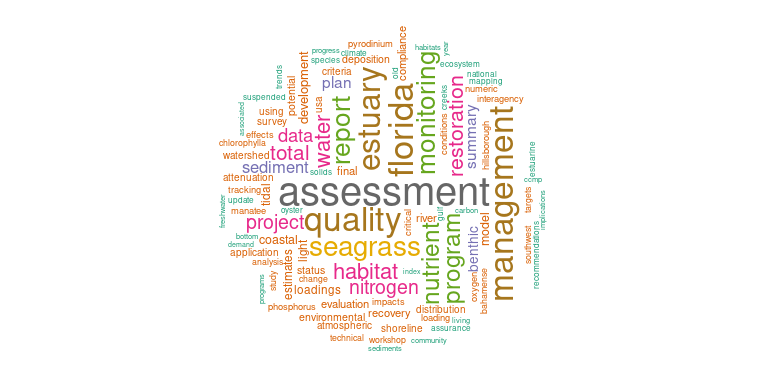 progress
pyrodinium
climate
habitats
year
species
deposition
compliance
old
ecosystem
trends
criteria
national
mapping
suspended
potential
development
usa
plan
report
estuary
florida
monitoring
creeks
restoration
numeric
interagency
associated
using
survey
water
conditions
summary
effects
data
chlorophylla
total
hillsborough
management
estuarine
watershed
sediment
solids
final
attenuation
ccmp
tracking
tidal
assessment
targets
implications
update
freshwater
manatee
oyster
project
quality
critical
river
gulf
carbon
model
bottom
demand
coastal
seagrass
nutrient
program
benthic
southwest
recommendations
application
light
analysis
estimates
status
habitat
index
change
study
programs
loadings
nitrogen
oxygen
bahamense
phosphorus
evaluation
impacts
distribution
environmental
recovery
loading
living
atmospheric
shoreline
assurance
technical
workshop
community
sediments